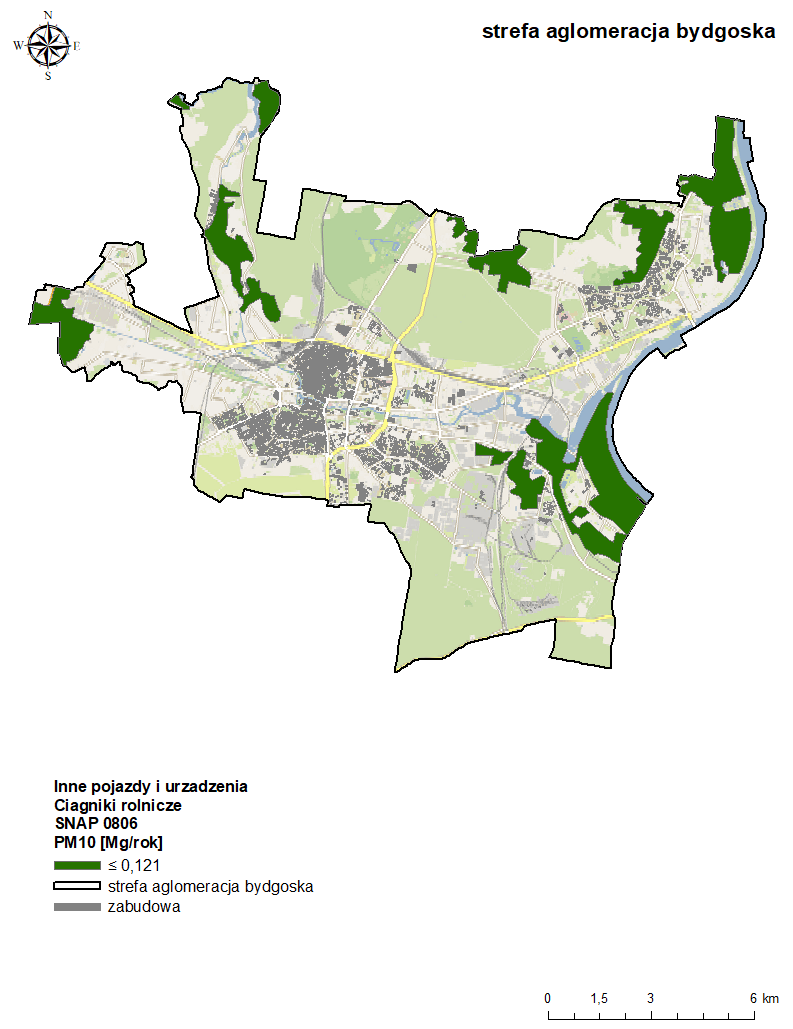 N
strefa aglomeracja bydgoska
W E
S
Inne pojazdy i urzadzenia
Ciagniki rolnicze
SNAP 0806
PM10 [Mg/rok]
≤ 0,121
strefa aglomeracja bydgoska
zabudowa
0 1,5 3 6 km